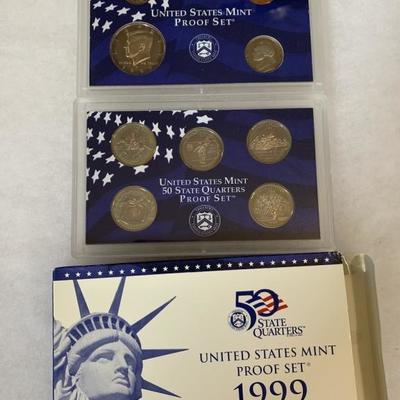 UNITED STATES MINT
PROOF SET®
UNITED STATES MINT
50 STATE QUARTERS
PROOF SET™
50
STATE
QUARTERS
UNITED STATES MINT
PROOF SET®
1999